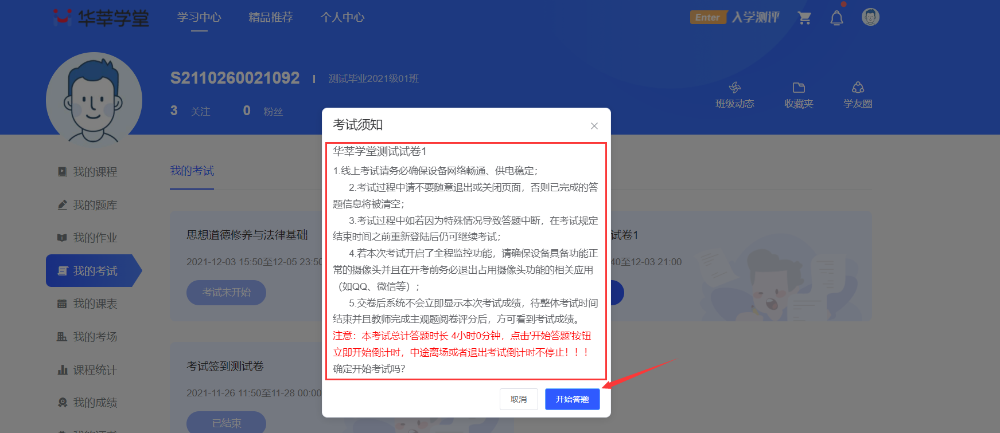 华莘学堂
学习中心
精品推荐
个人中心
Enter 入学测评
S2110260021092
测试毕业2021级01班
3 关注
0 粉丝
班级动态
收藏夹
学友圈
我的课程
我的题库
我的作业
我的考试
我的课表
我的考场
课程统计
我的成绩
我的考试
思想道德修养与法律基础
2021-12-03 15:50至12-05 23:50
考试未开始
试卷1
40至12-03 21:00
考试签到测试卷
2021-11-26 11:50至11-28 00:00
已结束
考试须知
华莘学堂测试试卷1
1.线上考试请务必确保设备网络畅通、供电稳定；
2.考试过程中请不要随意退出或关闭页面，否则已完成的答
题信息将被清空；
3.考试过程中如若因为特殊情况导致答题中断，在考试规定
结束时间之前重新登陆后仍可继续考试；
4.若本次考试开启了全程监控功能，请确保设备具备功能正
常的摄像头并且在开考前务必退出占用摄像头功能的相关应用
（如QQ、微信等）；
5.交卷后系统不会立即显示本次考试成绩，待整体考试时间
结束并且教师完成主观题阅卷评分后，方可看到考试成绩。
注意：本考试总计答题时长 4小时0分钟，点击'开始答题'按钮
立即开始倒计时，中途离场或者退出考试倒计时不停止！！！
确定开始考试吗?
取消
开始答题